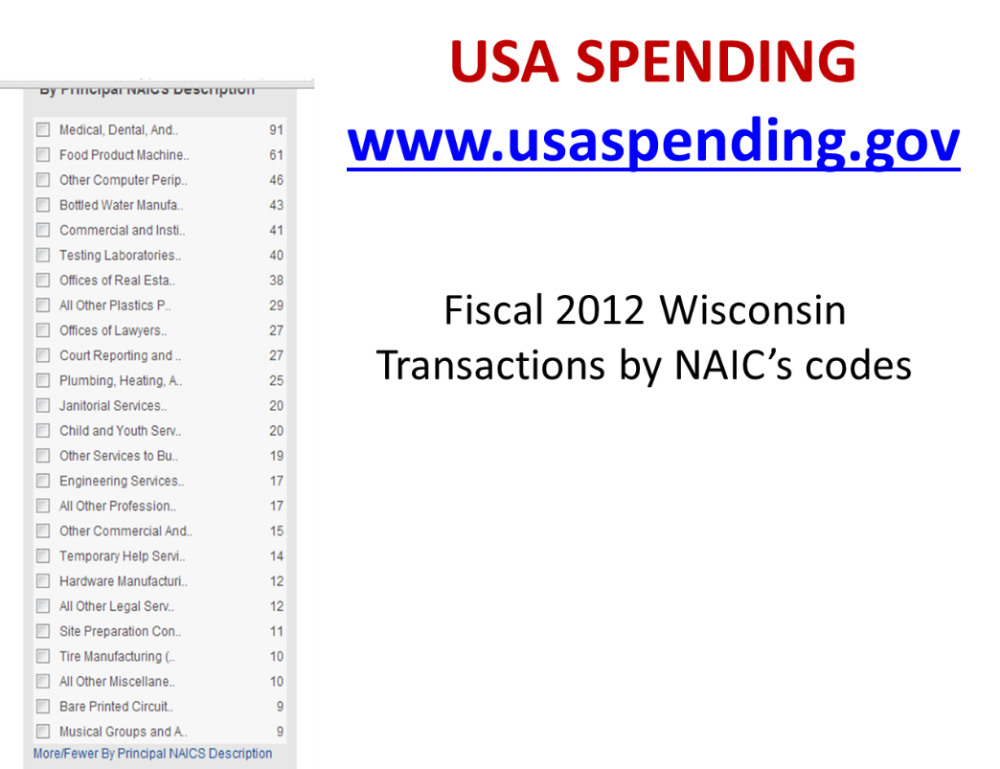 USA SPENDING
www.usaspending.gov
Fiscal 2012 Wisconsin
Transactions by NAIC’s codes
By Principal NAICS Description
Medical, Dental, And.. 91
Food Product Machine.. 61
Other Computer Perip.. 46
Bottled Water Manufa.. 43
Commercial and Insti.. 41
Testing Laboratories.. 40
Offices of Real Esta.. 38
All Other Plastics P.. 29
Offices of Lawyers.. 27
Court Reporting and .. 27
Plumbing, Heating, A.. 25
Janitorial Services.. 20
Child and Youth Serv.. 20
Other Services to Bu.. 19
Engineering Services.. 17
All Other Profession.. 17
Other Commercial And.. 15
Temporary Help Servi.. 14
Hardware Manufacturi.. 12
All Other Legal Serv.. 12
Site Preparation Con.. 11
Tire Manufacturing (.. 10
All Other Miscellane.. 10
Bare Printed Circuit.. 9
Musical Groups and A.. 9
More/Fewer By Principal NAICS Description